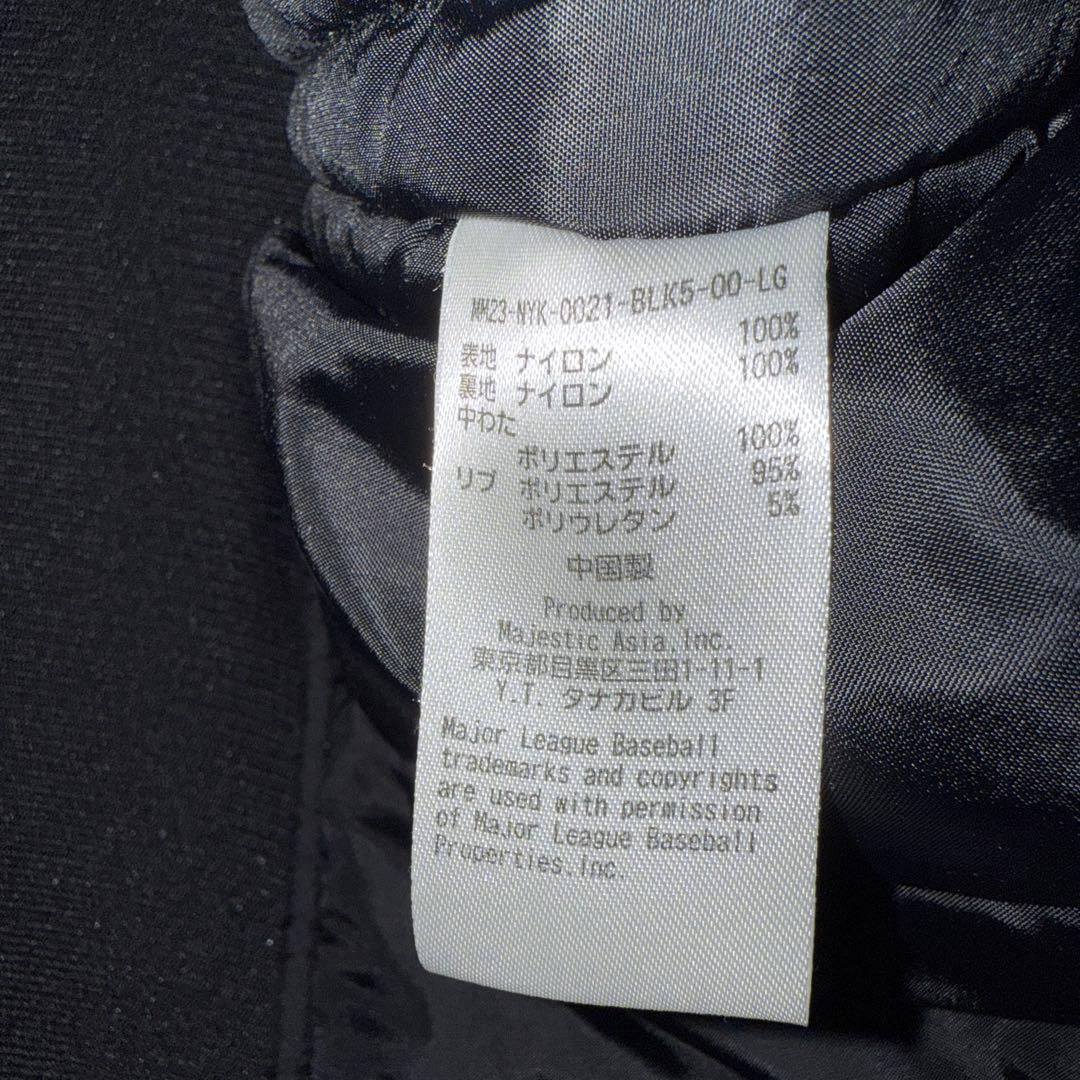 MM23-NYK-0021-BLK5-00-LG
表地 ナイロン 100%
裏地 ナイロン 100%
中わた
ポリエステル 100%
リブ ポリエステル 95%
ポリウレタン 5%
中国製
Produced by
Majestic Asia.Inc.
東京都目黒区三田1-11-1
Y.T. タナカビル 3F
Major League Baseball
trademarks and copyrights
are used with permission
of Major League Baseball
Properties.Inc.